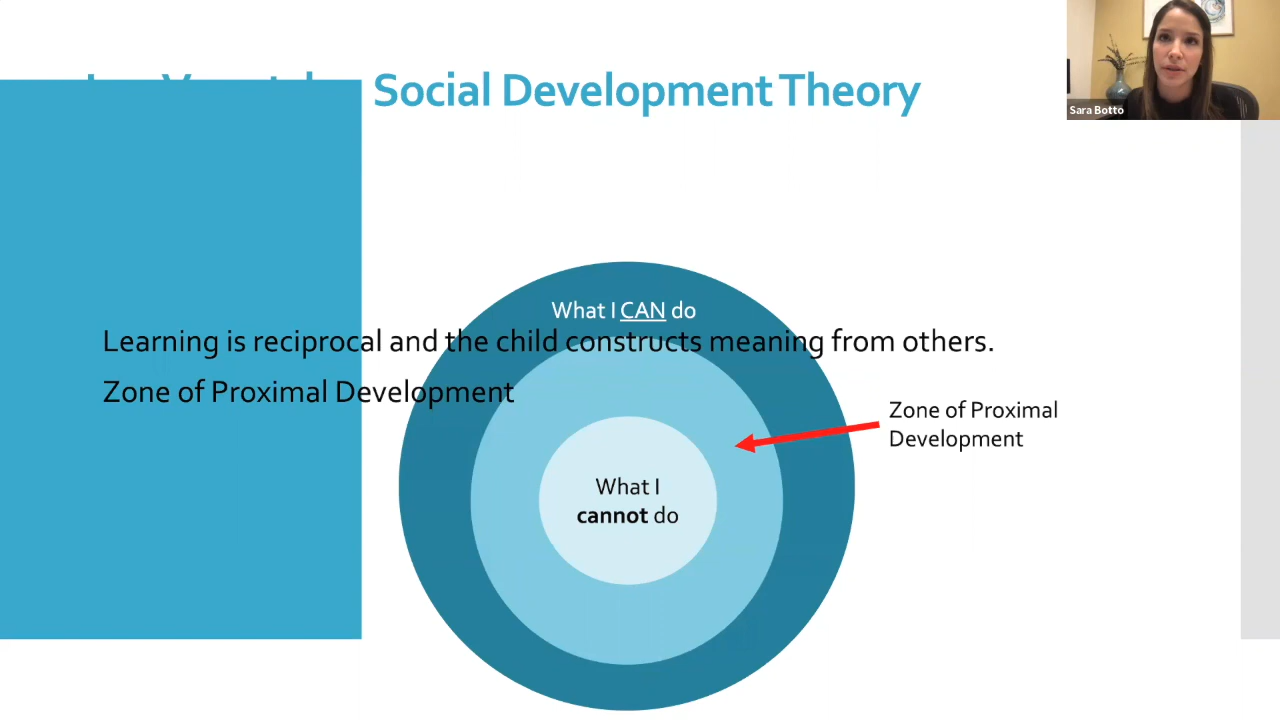 Social Development Theory
Sara Botto
What I CAN do
Learning is reciprocal and the child constructs meaning from others.
Zone of Proximal Development
Zone of Proximal
Development
What I
cannot do